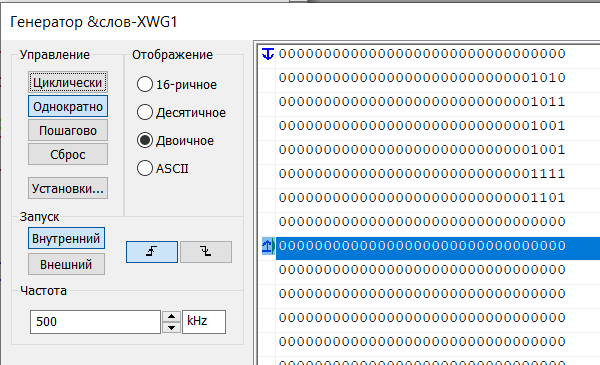 Генератор &слов-XWG1
Управление
Циклически
Однократно
Пошагово
Сброс
Установки...
Отображение
16-ричное
Десятичное
Двоичное
ASCII
Запуск
Внутренний
Внешний
Частота
500
kHz
00000000000000000000000000000000
00000000000000000000000000001010
00000000000000000000000000001011
00000000000000000000000000001001
00000000000000000000000000001001
00000000000000000000000000001111
00000000000000000000000000001101
00000000000000000000000000000000
00000000000000000000000000000000
00000000000000000000000000000000
00000000000000000000000000000000
00000000000000000000000000000000
00000000000000000000000000000000